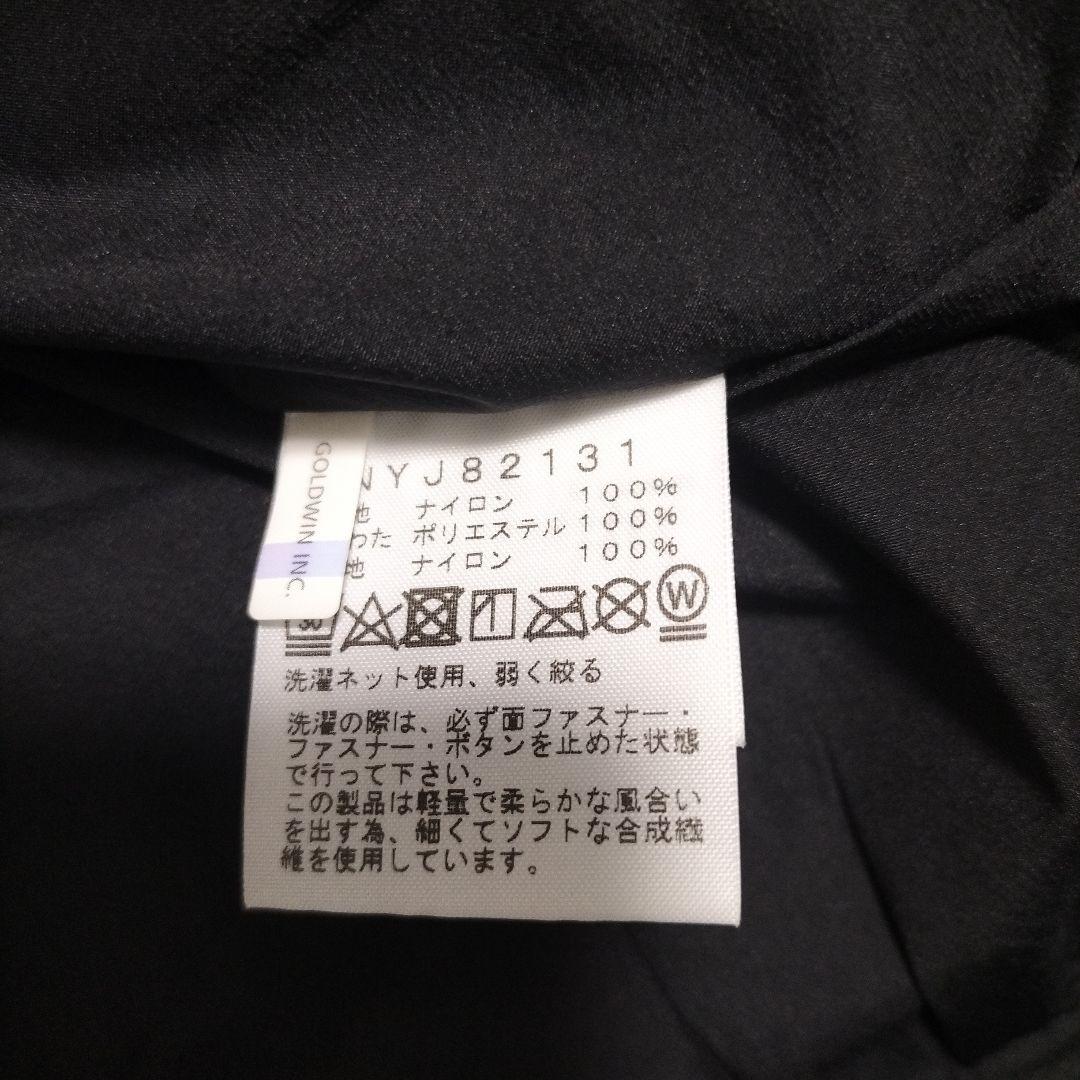 GOLDWIN INC.
NYJ82131
地 ナイロン 100%
わた ポリエステル 100%
地 ナイロン 100%
W
洗濯ネット使用、弱く絞る
洗濯の際は、必ず面ファスナー・
ファスナー・ボタンを止めた状態
で行って下さい。
この製品は軽量で柔らかな風合い
を出す為、細くてソフトな合成繊
維を使用しています。